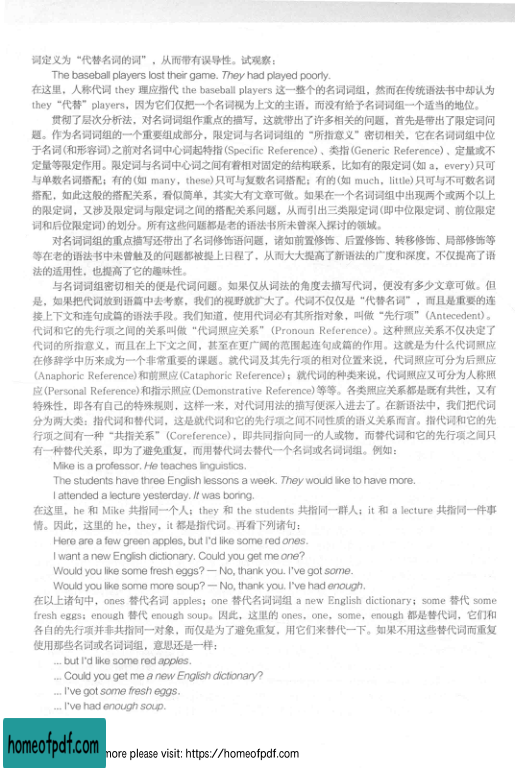 词定义为“代替名词的词”，从而带有误导性。试观察：
The baseball players lost their game. They had played poorly.
在这里，人称代词 they 理应指代 the baseball players 这一整个的名词词组，然而在传统语法书中却认为
they “代替” players，因为它们仅把一个名词视为上文的主语，而没有给予名词词组一个适当的地位。
贯彻了层次分析法，对名词词组作重点的描写，这就带出了许多相关的问题，首先是带出了限定词问
题。作为名词词组的一个重要组成部分，限定词与名词词组的“所指意义”密切相关，它在名词词组中位
于名词(和形容词)之前对名词中心词起特指(Specific Reference)、类指(Generic Reference)、定量或不
定量等限定作用。限定词与名词中心词之间有着相对固定的结构联系，比如有的限定词(如 a，every)只可
与单数名词搭配；有的(如 many，these)只可与复数名词搭配；有的(如 much，little)只可与不可数名词
搭配，如此这般的搭配关系，看似简单，其实大有文章可做。如果在一个名词词组中出现两个或两个以上
的限定词，又涉及限定词与限定词之间的搭配关系问题，从而引出三类限定词(即中位限定词、前位限定
词和后位限定词)的划分。所有这些问题都是老的语法书所未曾深入探讨的领域。
对名词词组的重点描写还带出了名词修饰语问题，诸如前置修饰、后置修饰、转移修饰、局部修饰等
等在老的语法书中未曾触及的问题都被提上日程了，从而大大提高了新语法的广度和深度，不仅提高了语
法的适用性，也提高了它的趣味性。
与名词词组密切相关的便是代词问题。如果仅从词法的角度去描写代词，便没有多少文章可做。但
是，如果把代词放到语篇中去考察，我们的视野就扩大了。代词不仅仅是“代替名词”，而且是重要的连
接上下文和连句成篇的语法手段。我们知道，使用代词必有其所指对象，叫做“先行项”(Antecedent)。
代词和它的先行项之间的关系叫做“代词照应关系”(Pronoun Reference)。这种照应关系不仅决定了
代词的所指意义，而且在上下文之间，甚至在更广阔的范围起连句成篇的作用。这就是为什么代词照应
在修辞学中历来成为一个非常重要的课题。就代词及其先行项的相对位置来说，代词照应可分为后照应
(Anaphoric Reference)和前照应(Cataphoric Reference)；就代词的种类来说，代词照应又可分为人称照
应(Personal Reference)和指示照应(Demonstrative Reference)等等。各类照应关系都是既有共性，又有
特殊性，即各有自己的特殊规则，这样一来，对代词用法的描写便深入进去了。在新语法中，我们把代词
分为两大类：指代词和替代词，这是就代词和它的先行项之间不同性质的语义关系而言。指代词和它的先
行项之间有一种“共指关系”(Coreference)，即共同指向同一的人或物，而替代词和它的先行项之间只
有一种替代关系，即为了避免重复，而用替代词去替代一个名词或名词词组。例如：
Mike is a professor. He teaches linguistics.
The students have three English lessons a week. They would like to have more.
I attended a lecture yesterday. It was boring.
在这里，he 和 Mike 共指同一个人；they 和 the students 共指同一群人；it 和 a lecture 共指同一件事
情。因此，这里的 he，they，it 都是指代词。再看下列诸句：
Here are a few green apples, but I'd like some red ones.
I want a new English dictionary. Could you get me one?
Would you like some fresh eggs? — No, thank you. I've got some.
Would you like some more soup? — No, thank you. I've had enough.
在以上诸句中，ones 替代名词 apples；one 替代名词词组 a new English dictionary；some 替代 some
fresh eggs；enough 替代 enough soup。因此，这里的 ones，one，some，enough 都是替代词，它们和
各自的先行项并非共指同一对象，而仅是为了避免重复，用它们来替代一下。如果不用这些替代词而重复
使用那些名词或名词词组，意思还是一样：
... but I'd like some red apples.
... Could you get me a new English dictionary?
... I've got some fresh eggs.
... I've had enough soup.
homeofpdf.com
more please visit: https://homeofpdf.com